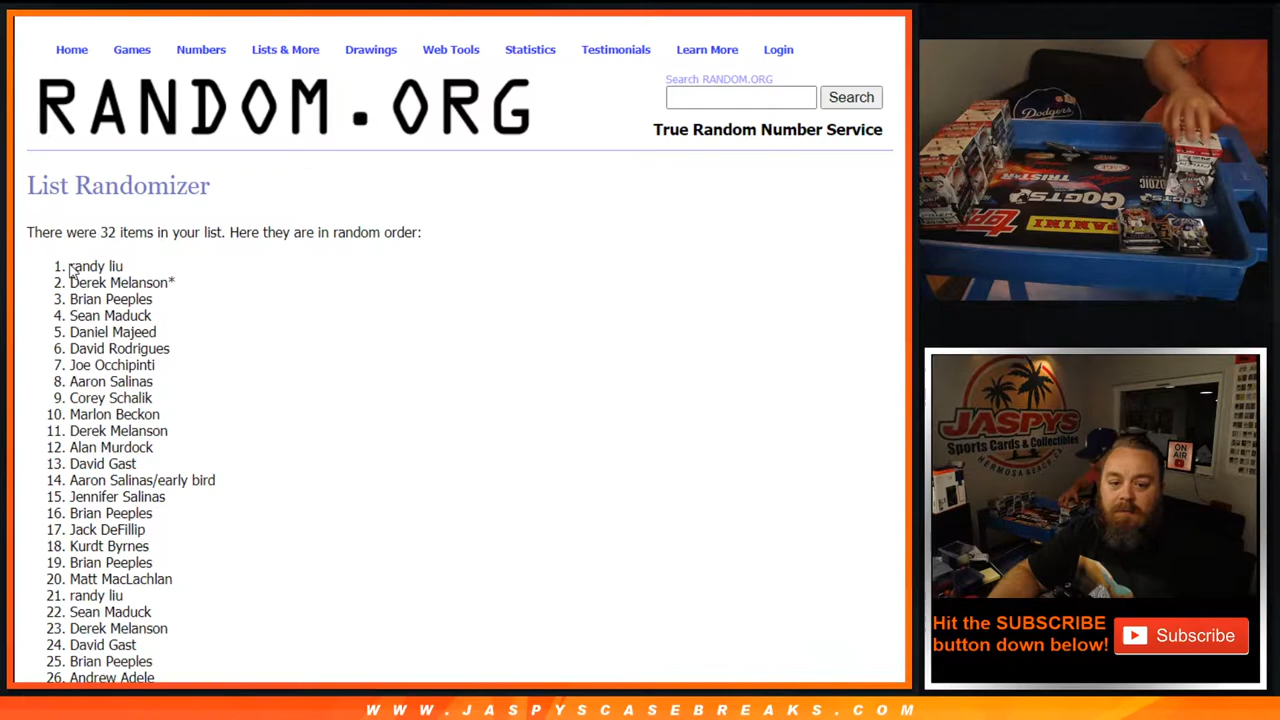 Home Games Numbers Lists & More Drawings Web Tools Statistics Testimonials Learn More Login
RANDOM.ORG
Search RANDOM.ORG
Search
True Random Number Service
List Randomizer
There were 32 items in your list. Here they are in random order:
1. randy liu
2. Derek Melanson*
3. Brian Peeples
4. Sean Maduck
5. Daniel Majeed
6. David Rodrigues
7. Joe Occhipinti
8. Aaron Salinas
9. Corey Schalik
10. Marlon Beckon
11. Derek Melanson
12. Alan Murdock
13. David Gast
14. Aaron Salinas/early bird
15. Jennifer Salinas
16. Brian Peeples
17. Jack DeFillip
18. Kurdt Byrnes
19. Brian Peeples
20. Matt MacLachlan
21. randy liu
22. Sean Maduck
23. Derek Melanson
24. David Gast
25. Brian Peeples
26. Andrew Adele
Dodgers
TRISTAR
GOGTS
TOPPS
PANINI
JASPYS
Sports Cards & Collectibles
HERMOSA BEACH, CA
ON
AIR
Hit the SUBSCRIBE
button down below!
Subscribe
WWW.JASPYSCASEBREAKS.COM